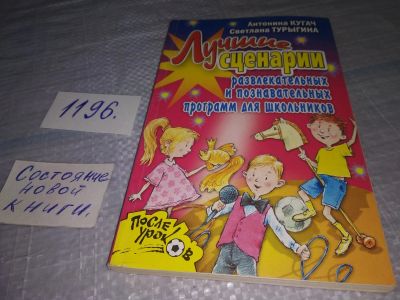 Антонина КУГАЧ
Светлана ТУРЫГИНА
Лучшие
сценарии
развлекательных
и познавательных
программ для школьников
ПОСЛЕ
УРОКОВ
1196.
Состояние
новой
книги.